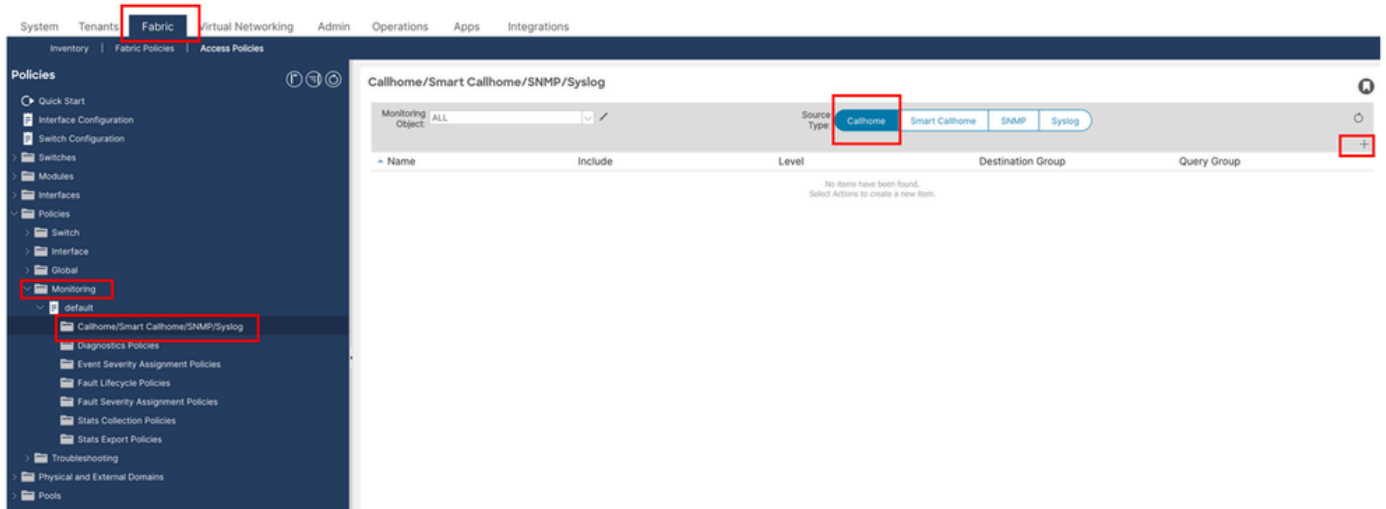 System Tenants Fabric Virtual Networking Admin Operations Apps Integrations
Inventory | Fabric Policies | Access Policies
Policies
Quick Start
Interface Configuration
Switch Configuration
Switches
Modules
Interfaces
Policies
Switch
Interface
Global
Monitoring
default
Callhome/Smart Callhome/SNMP/Syslog
Diagnostics Policies
Event Severity Assignment Policies
Fault Lifecycle Policies
Fault Severity Assignment Policies
Stats Collection Policies
Stats Export Policies
Troubleshooting
Physical and External Domains
Pools
Callhome/Smart Callhome/SNMP/Syslog
Monitoring Object: ALL
Source Type: Callhome Smart Callhome SNMP Syslog
Name Include Level Destination Group Query Group
No items have been found.
Select Actions to create a new item.